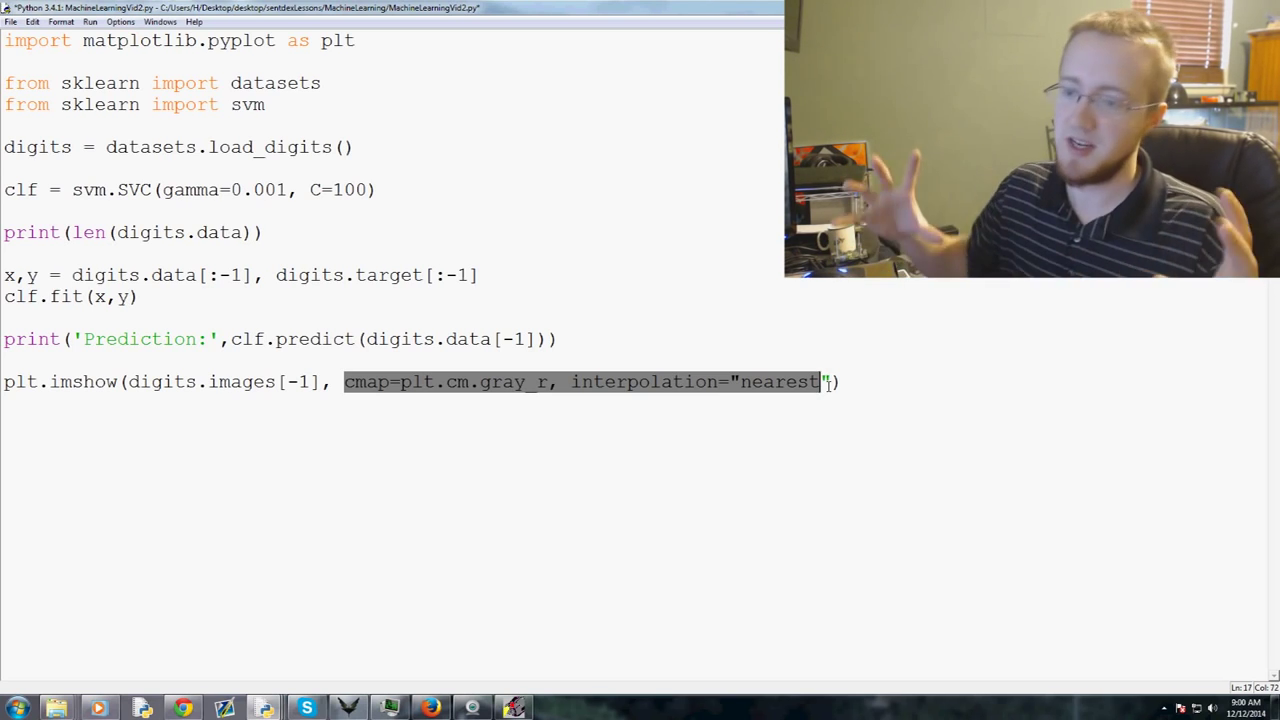 *Python 3.4.1: MachineLearningVid2.py - C:/Users/H/Desktop/desktop/sentdexLessons/MachineLearning/MachineLearningVid2.py*
File Edit Format Run Options Windows Help
import matplotlib.pyplot as plt
from sklearn import datasets
from sklearn import svm
digits = datasets.load_digits()
clf = svm.SVC(gamma=0.001, C=100)
print(len(digits.data))
x,y = digits.data[:-1], digits.target[:-1]
clf.fit(x,y)
print('Prediction:',clf.predict(digits.data[-1]))
plt.imshow(digits.images[-1], cmap=plt.cm.gray_r, interpolation="nearest")
Ln: 17 Col: 72
9:00 AM
12/12/2014